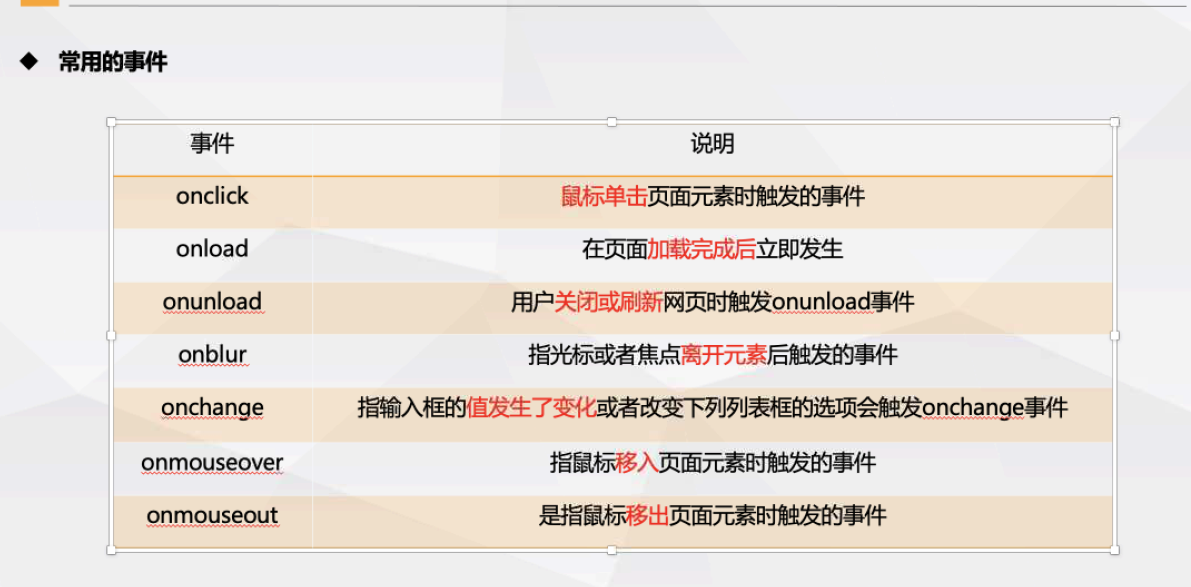 ◆ 常用的事件
事件 说明
onclick 鼠标单击页面元素时触发的事件
onload 在页面加载完成后立即发生
onunload 用户关闭或刷新网页时触发onunload事件
onblur 指光标或者焦点离开元素后触发的事件
onchange 指输入框的值发生了变化或者改变下列列表框的选项会触发onchange事件
onmouseover 指鼠标移入页面元素时触发的事件
onmouseout 是指鼠标移出页面元素时触发的事件